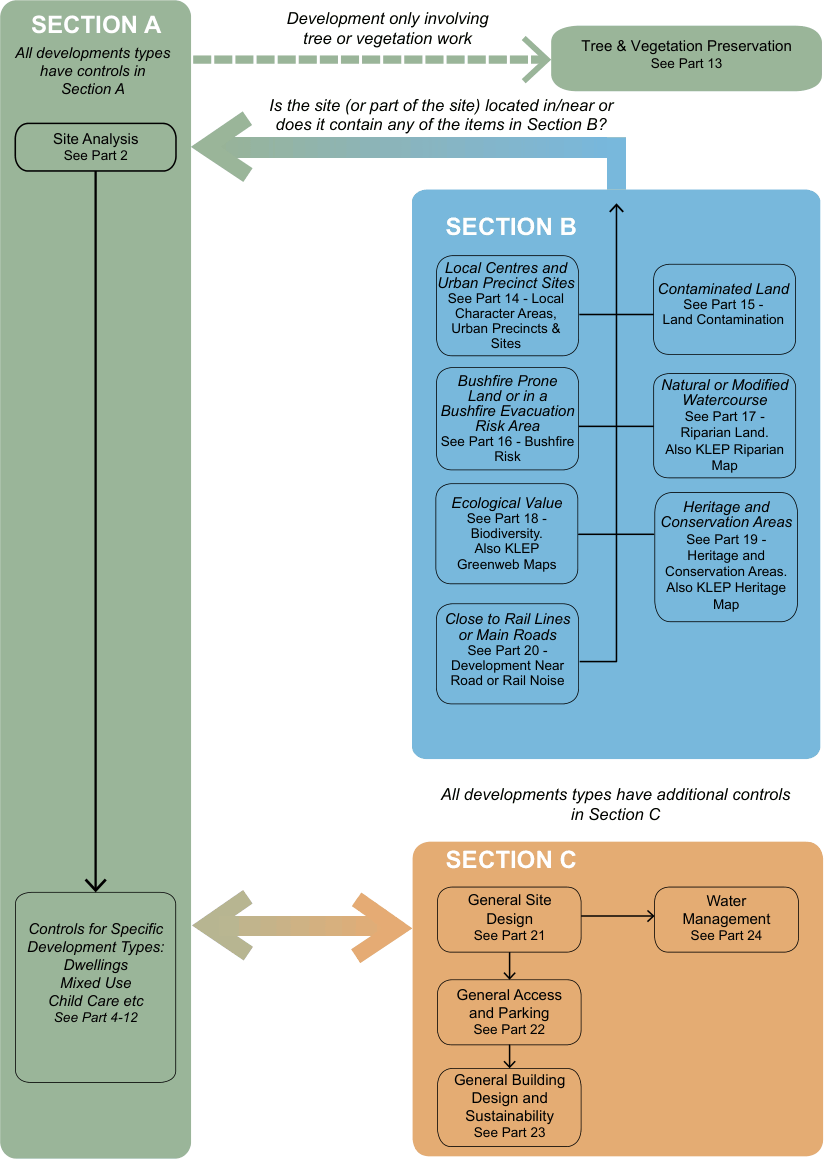 SECTION A
All developments types
have controls in
Section A
Development only involving
tree or vegetation work
Tree & Vegetation Preservation
See Part 13
Is the site (or part of the site) located in/near or
does it contain any of the items in Section B?
Site Analysis
See Part 2
SECTION B
Local Centres and
Urban Precinct Sites
See Part 14 - Local
Character Areas,
Urban Precincts &
Sites
Contaminated Land
See Part 15 -
Land Contamination
Bushfire Prone
Land or in a
Bushfire Evacuation
Risk Area
See Part 16 - Bushfire
Risk
Natural or Modified
Watercourse
See Part 17 -
Riparian Land.
Also KLEP Riparian
Map
Ecological Value
See Part 18 -
Biodiversity.
Also KLEP
Greenweb Maps
Heritage and
Conservation Areas
See Part 19 -
Heritage and
Conservation Areas.
Also KLEP Heritage
Map
Close to Rail Lines
or Main Roads
See Part 20 -
Development Near
Road or Rail Noise
All developments types have additional controls
in Section C
SECTION C
General Site
Design
See Part 21
Water
Management
See Part 24
General Access
and Parking
See Part 22
General Building
Design and
Sustainability
See Part 23
Controls for Specific
Development Types:
Dwellings
Mixed Use
Child Care etc
See Part 4-12